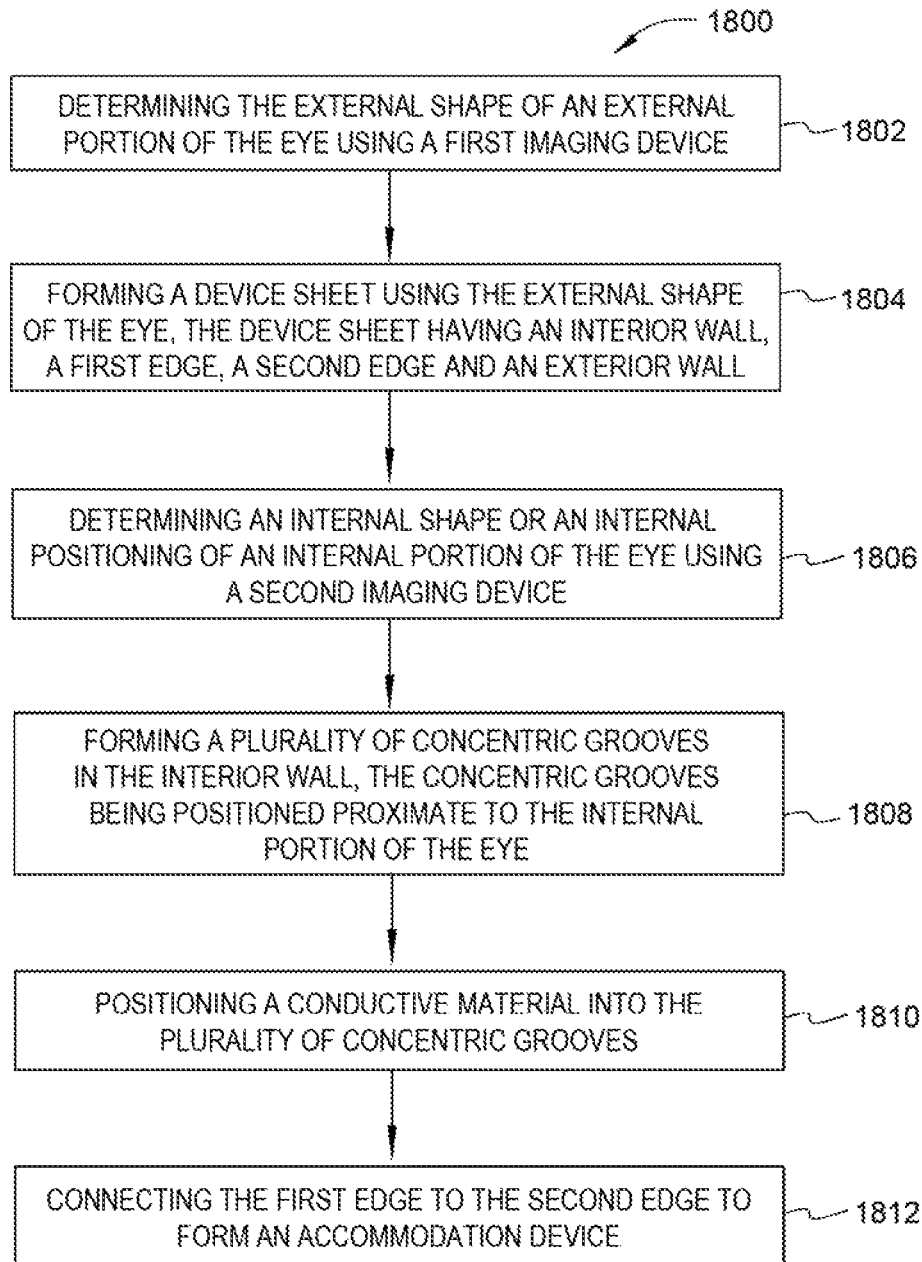 1800
DETERMINING THE EXTERNAL SHAPE OF AN EXTERNAL
PORTION OF THE EYE USING A FIRST IMAGING DEVICE
1802
FORMING A DEVICE SHEET USING THE EXTERNAL SHAPE
OF THE EYE, THE DEVICE SHEET HAVING AN INTERIOR WALL,
A FIRST EDGE, A SECOND EDGE AND AN EXTERIOR WALL
1804
DETERMINING AN INTERNAL SHAPE OR AN INTERNAL
POSITIONING OF AN INTERNAL PORTION OF THE EYE USING
A SECOND IMAGING DEVICE
1806
FORMING A PLURALITY OF CONCENTRIC GROOVES
IN THE INTERIOR WALL, THE CONCENTRIC GROOVES
BEING POSITIONED PROXIMATE TO THE INTERNAL
PORTION OF THE EYE
1808
POSITIONING A CONDUCTIVE MATERIAL INTO THE
PLURALITY OF CONCENTRIC GROOVES
1810
CONNECTING THE FIRST EDGE TO THE SECOND EDGE TO
FORM AN ACCOMMODATION DEVICE
1812